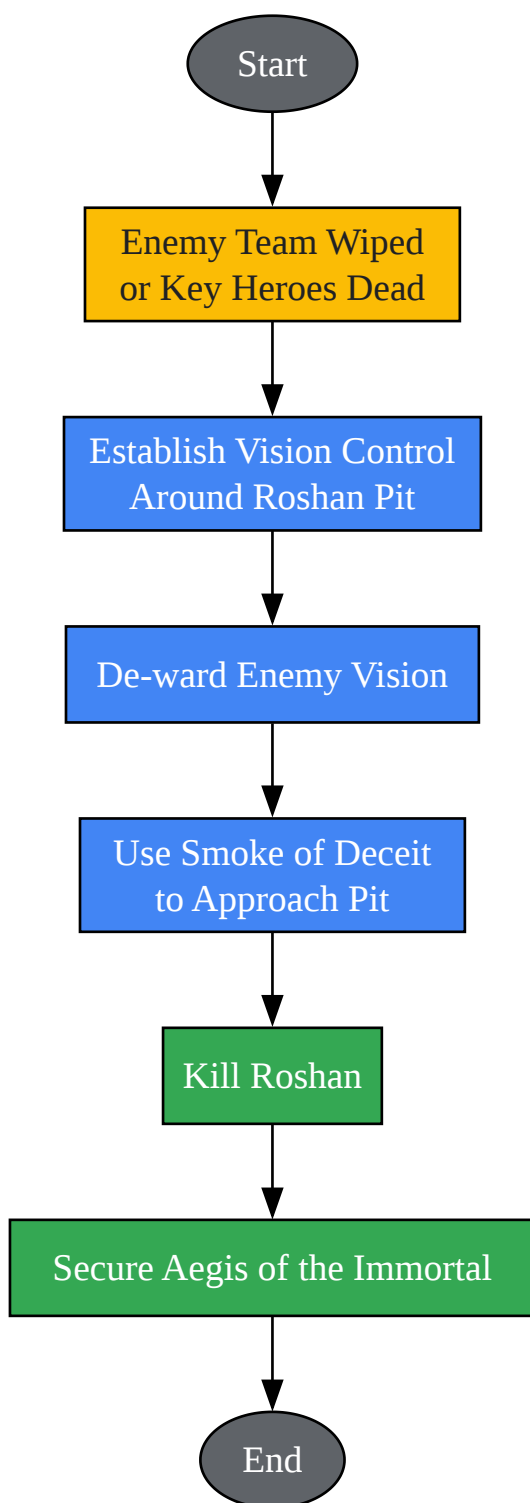 Start
Enemy Team Wiped
or Key Heroes Dead
Establish Vision Control
Around Roshan Pit
De-ward Enemy Vision
Use Smoke of Deceit
to Approach Pit
Kill Roshan
Secure Aegis of the Immortal
End